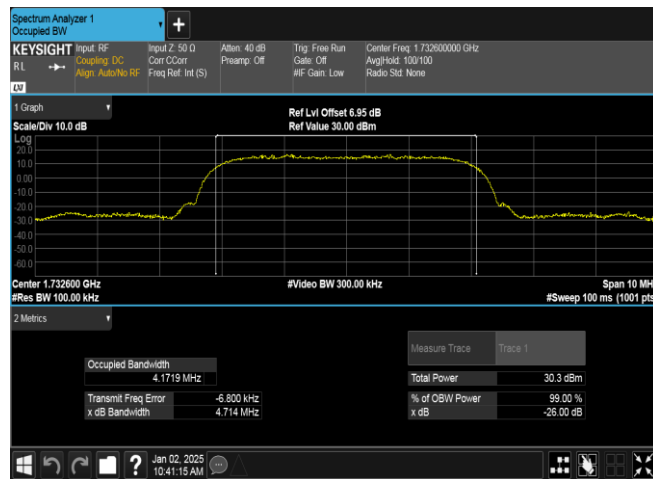 Spectrum Analyzer 1
Occupied BW
KEYSIGHT Input: RF Input Z: 50 Ω Atten: 40 dB Trig: Free Run Center Freq: 1.732600000 GHz
RL Coupling: DC Corr CCorr Preamp: Off Gate: Off Avg|Hold: 100/100
Align: Auto/No RF Freq Ref: Int (S) #IF Gain: Low Radio Std: None
LXI
1 Graph
Ref Lvl Offset 6.95 dB
Scale/Div 10.0 dB Ref Value 30.00 dBm
Log
20.0
10.0
0.00
-10.0
-20.0
-30.0
-40.0
-50.0
-60.0
Center 1.732600 GHz #Video BW 300.00 kHz Span 10 MH
#Res BW 100.00 kHz #Sweep 100 ms (1001 pts
2 Metrics
Measure Trace Trace 1
Occupied Bandwidth
4.1719 MHz Total Power 30.3 dBm
Transmit Freq Error -6.800 kHz % of OBW Power 99.00 %
x dB Bandwidth 4.714 MHz x dB -26.00 dB
? Jan 02, 2025
10:41:15 AM